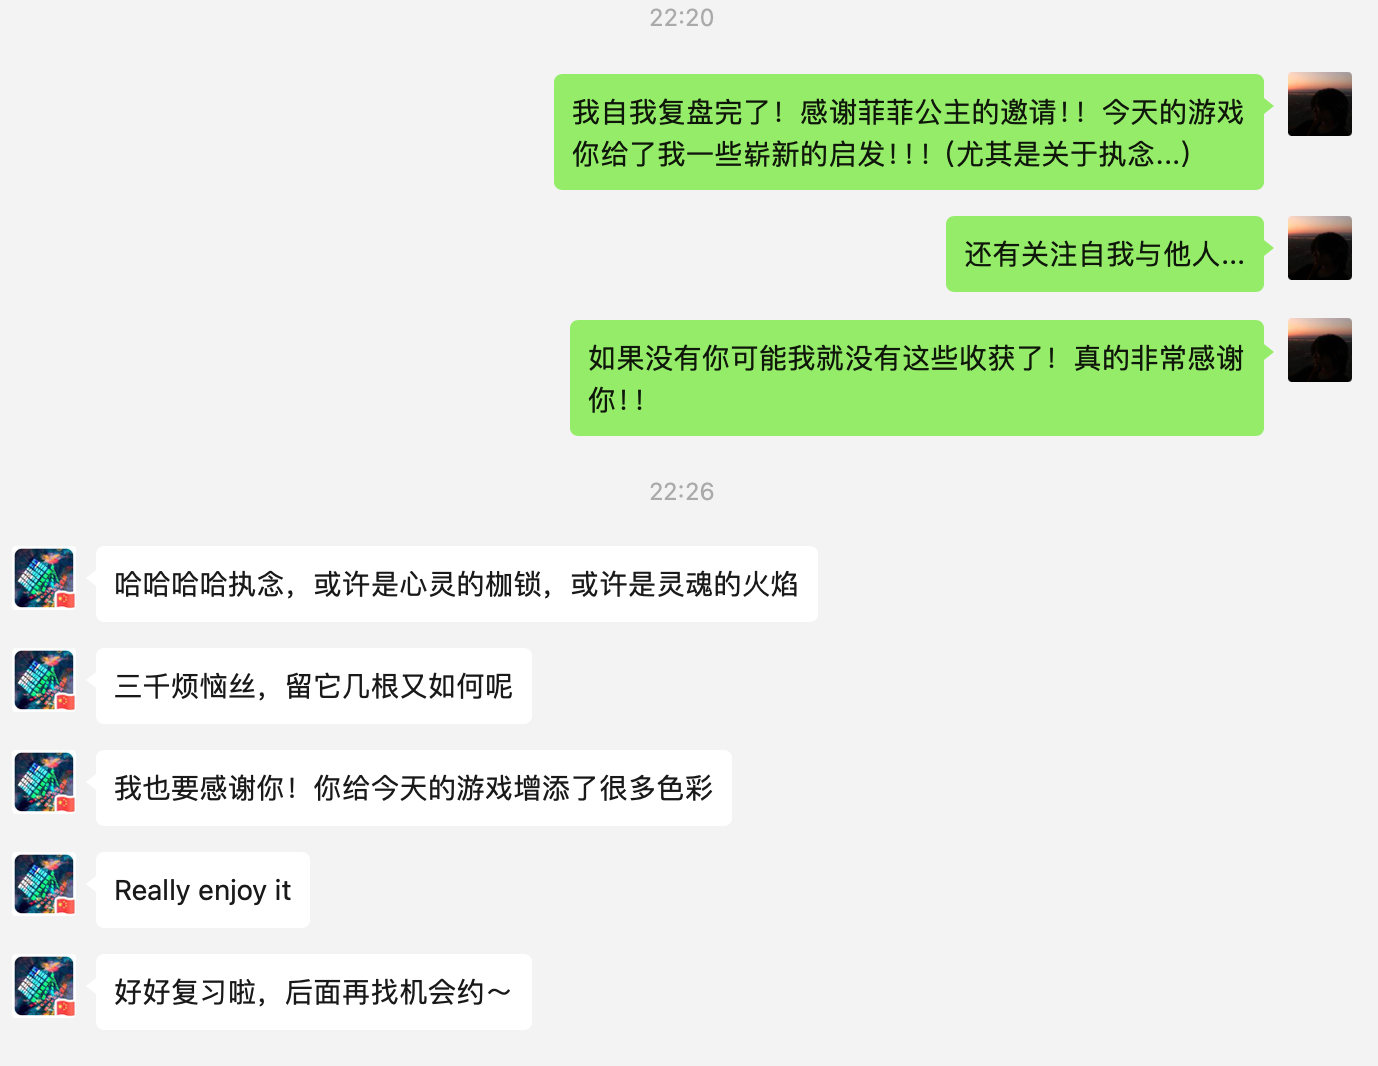 22:20
我自我复盘完了！感谢菲菲公主的邀请！！今天的游戏
你给了我一些崭新的启发！！！（尤其是关于执念...）
还有关注自我与他人...
如果没有你可能我就没有这些收获了！真的非常感谢
你！！
22:26
哈哈哈哈执念，或许是心灵的枷锁，或许是灵魂的火焰
三千烦恼丝，留它几根又如何呢
我也要感谢你！你给今天的游戏增添了很多色彩
Really enjoy it
好好复习啦，后面再找机会约～